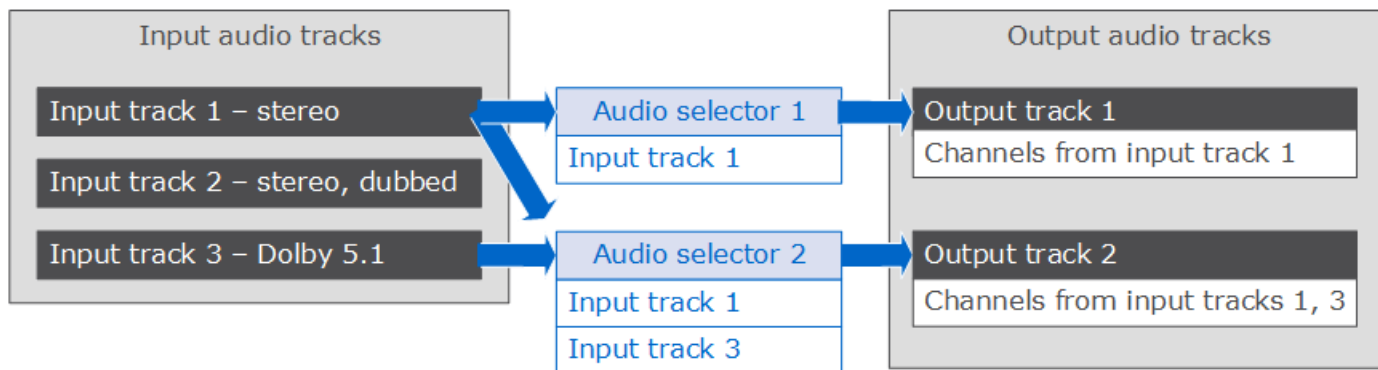 Input audio tracks
Input track 1 – stereo
Input track 2 – stereo, dubbed
Input track 3 – Dolby 5.1
Audio selector 1
Input track 1
Audio selector 2
Input track 1
Input track 3
Output audio tracks
Output track 1
Channels from input track 1
Output track 2
Channels from input tracks 1, 3